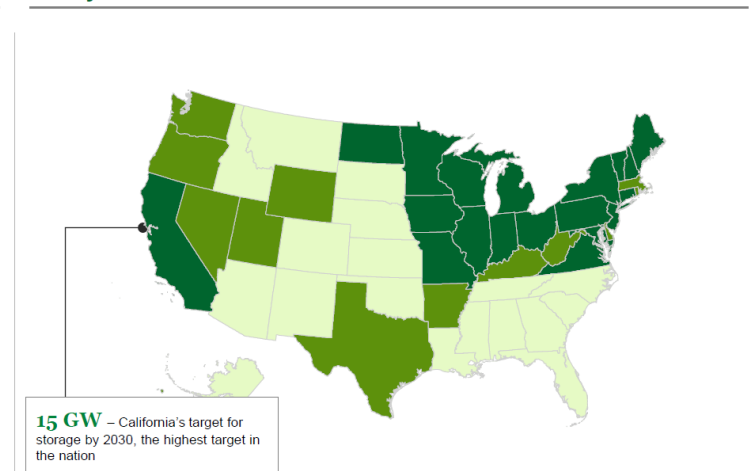 15 GW – California's target for
storage by 2030, the highest target in
the nation